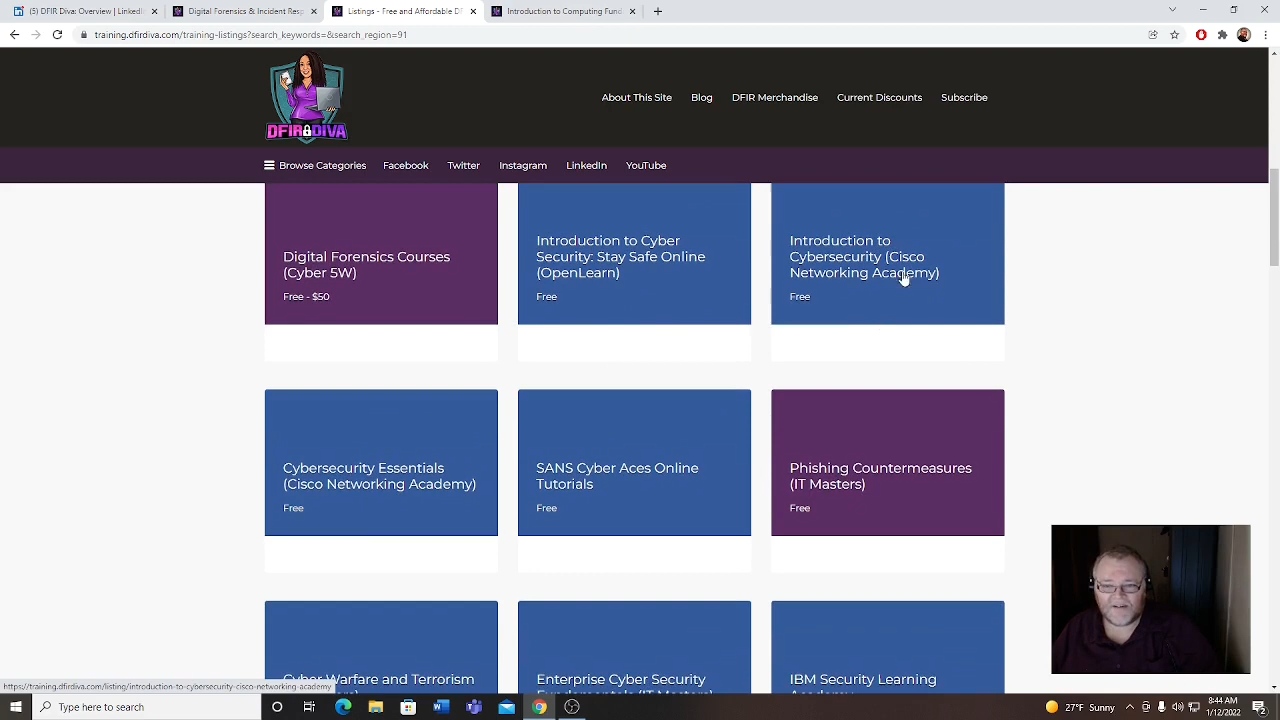 (5) DFIR Diva: Overview | LinkedIn
Digital Forensics & Incident Resp
Listings - Free and Affordable DF
Introduction to Computing Fund
training.dfirdiva.com/training-listings?search_keywords=&search_region=91
DFIR DIVA
About This Site
Blog
DFIR Merchandise
Current Discounts
Subscribe
Browse Categories
Facebook
Twitter
Instagram
LinkedIn
YouTube
Digital Forensics Courses
(Cyber 5W)
Free - $50
Introduction to Cyber
Security: Stay Safe Online
(OpenLearn)
Free
Introduction to
Cybersecurity (Cisco
Networking Academy)
Free
Cybersecurity Essentials
(Cisco Networking Academy)
Free
SANS Cyber Aces Online
Tutorials
Free
Phishing Countermeasures
(IT Masters)
Free
Cyber Warfare and Terrorism
Enterprise Cyber Security
Fundamentals (IT Masters)
IBM Security Learning
Academy
https://training.dfirdiva.com/listing/introduction-to-cybersecurity-cisco-networking-academy
Type here to search
27°F Sunny
8:44 AM
1/12/2022